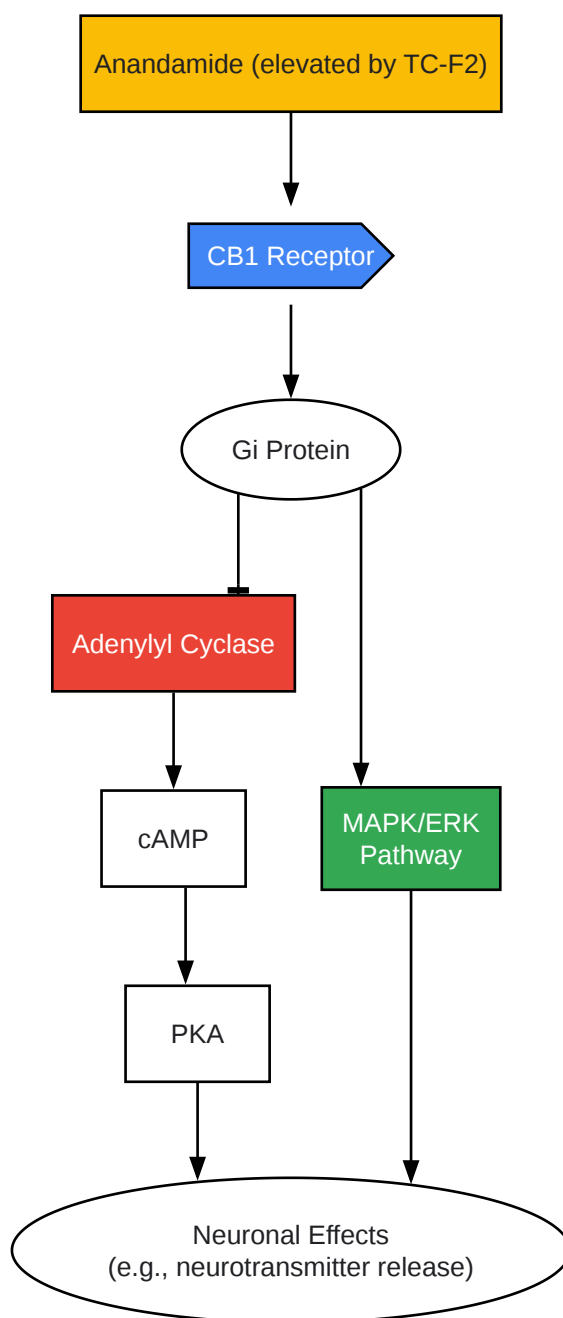 Anandamide (elevated by TC-F2)
CB1 Receptor
Gi Protein
Adenylyl Cyclase
cAMP
MAPK/ERK
Pathway
PKA
Neuronal Effects
(e.g., neurotransmitter release)